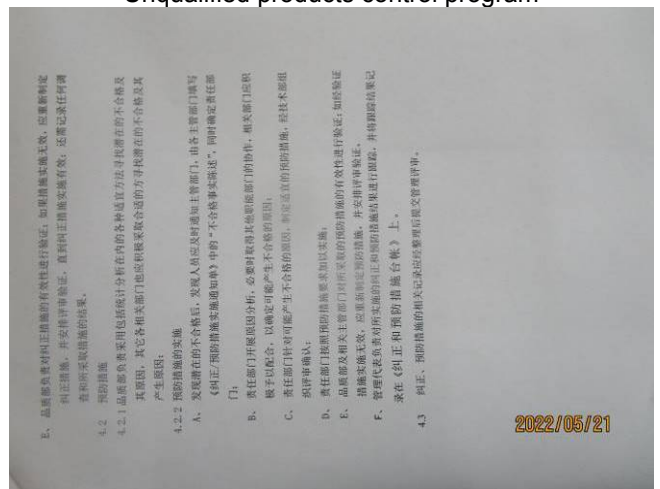 Unqualified products control program
E、 品质部负责对纠正措施的有效性进行验证；如果措施实施无效，应重新制定
纠正措施，并安排评审验证，直到纠正措施实施有效；还需记录任何调
查和所采取措施的结果。
4.2 预防措施
4.2.1 品质部负责采用包括统计分析在内的各种适宜方法寻找潜在的不合格及
其原因，其它各相关部门也应积极采取合适的方寻找潜在的不合格及其
产生原因；
4.2.2 预防措施的实施
A、 发现潜在的不合格后，发现人员应及时通知主管部门，由各主管部门填写
《纠正/预防措施实施通知单》中的“不合格事实陈述”，同时确定责任部
门；
B、 责任部门开展原因分析，必要时取得其他职能部门的协作，相关部门应积
极予以配合，以确定可能产生不合格的原因；
C、 责任部门针对可能产生不合格的原因，制定适宜的预防措施，经技术部组
织评审确认；
D、 责任部门按照预防措施要求加以实施；
E、 品质部及相关主管部门对所采取的预防措施的有效性进行验证；如经验证
措施实施无效，应重新制定预防措施，并安排评审验证。
F、 管理代表负责对所实施的纠正和预防措施结果进行跟踪，并将跟踪结果记
录在《纠正和预防措施台帐》上。
4.3 纠正、预防措施的相关记录应经整理后提交管理评审。
2022/05/21